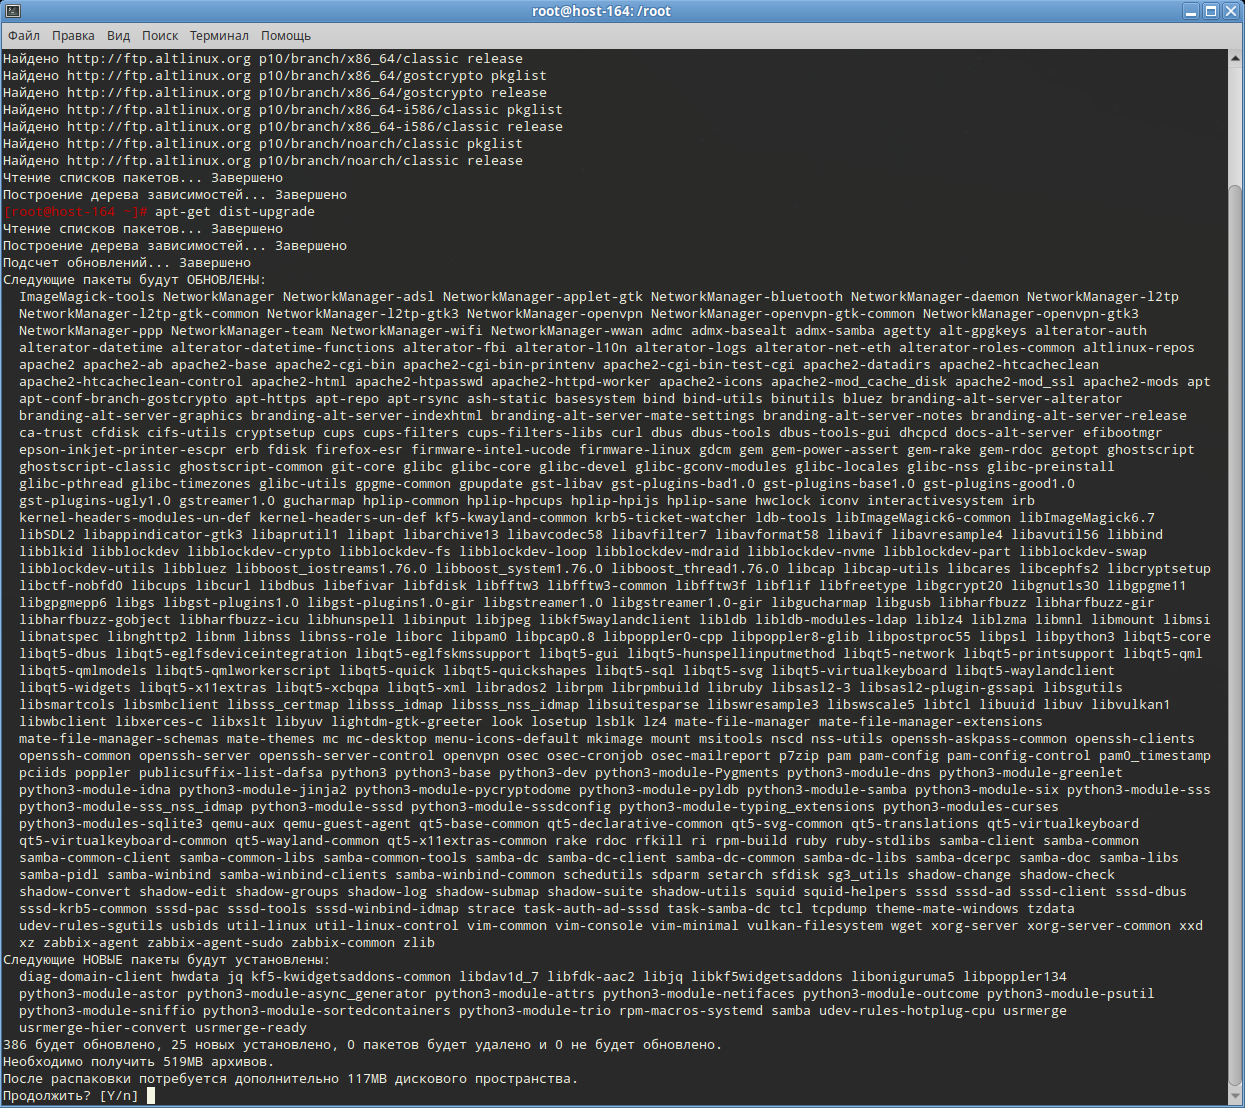 root@host-164: /root
Файл Правка Вид Поиск Терминал Помощь
Найдено http://ftp.altlinux.org p10/branch/x86_64/classic release
Найдено http://ftp.altlinux.org p10/branch/x86_64/gostcrypto pkglist
Найдено http://ftp.altlinux.org p10/branch/x86_64/gostcrypto release
Найдено http://ftp.altlinux.org p10/branch/x86_64-i586/classic pkglist
Найдено http://ftp.altlinux.org p10/branch/x86_64-i586/classic release
Найдено http://ftp.altlinux.org p10/branch/noarch/classic pkglist
Найдено http://ftp.altlinux.org p10/branch/noarch/classic release
Чтение списков пакетов... Завершено
Построение дерева зависимостей... Завершено
[root@host-164 ~]# apt-get dist-upgrade
Чтение списков пакетов... Завершено
Построение дерева зависимостей... Завершено
Подсчет обновлений... Завершено
Следующие пакеты будут ОБНОВЛЕНЫ:
ImageMagick-tools NetworkManager NetworkManager-adsl NetworkManager-applet-gtk NetworkManager-bluetooth NetworkManager-daemon NetworkManager-l2tp
NetworkManager-l2tp-gtk-common NetworkManager-l2tp-gtk3 NetworkManager-openvpn NetworkManager-openvpn-gtk-common NetworkManager-openvpn-gtk3
NetworkManager-ppp NetworkManager-team NetworkManager-wifi NetworkManager-wwan admc admx-basealt admx-samba agetty alt-gpgkeys alterator-auth
alterator-datetime alterator-datetime-functions alterator-fbi alterator-l10n alterator-logs alterator-net-eth alterator-roles-common altlinux-repos
apache2 apache2-ab apache2-base apache2-cgi-bin apache2-cgi-bin-printenv apache2-cgi-bin-test-cgi apache2-datadirs apache2-htcacheclean
apache2-htcacheclean-control apache2-html apache2-htpasswd apache2-httpd-worker apache2-icons apache2-mod_cache_disk apache2-mod_ssl apache2-mods apt
apt-conf-branch-gostcrypto apt-https apt-repo apt-rsync ash-static basesystem bind bind-utils binutils bluez branding-alt-server-alterator
branding-alt-server-graphics branding-alt-server-indexhtml branding-alt-server-mate-settings branding-alt-server-notes branding-alt-server-release
ca-trust cfdisk cifs-utils cryptsetup cups cups-filters cups-filters-libs curl dbus dbus-tools dbus-tools-gui dhcpcd docs-alt-server efibootmgr
epson-inkjet-printer-escpr erb fdisk firefox-esr firmware-intel-ucode firmware-linux gdcm gem gem-power-assert gem-rake gem-rdoc getopt ghostscript
ghostscript-classic ghostscript-common git-core glibc glibc-core glibc-devel glibc-gconv-modules glibc-locales glibc-nss glibc-preinstall
glibc-pthread glibc-timezones glibc-utils gpgme-common gpupdate gst-libav gst-plugins-bad1.0 gst-plugins-base1.0 gst-plugins-good1.0
gst-plugins-ugly1.0 gstreamer1.0 gucharmap hplip-common hplip-hpcups hplip-hpijs hplip-sane hwclock iconv interactivesystem irb
kernel-headers-modules-un-def kernel-headers-un-def kf5-kwayland-common krb5-ticket-watcher ldb-tools libImageMagick6-common libImageMagick6.7
libSDL2 libappindicator-gtk3 libaprutil1 libapt libarchive13 libavcodec58 libavfilter7 libavformat58 libavif libavresample4 libavutil56 libbind
libblkid libblockdev libblockdev-crypto libblockdev-fs libblockdev-loop libblockdev-mdraid libblockdev-nvme libblockdev-part libblockdev-swap
libblockdev-utils libbluez libboost_iostreams1.76.0 libboost_system1.76.0 libboost_thread1.76.0 libcap libcap-utils libcares libcephfs2 libcryptsetup
libctf-nobfd0 libcups libcurl libdbus libefivar libfdisk libfftw3 libfftw3-common libfftw3f libflif libfreetype libgcrypt20 libgnutls30 libgpgme11
libgpgmepp6 libgs libgst-plugins1.0 libgst-plugins1.0-gir libgstreamer1.0 libgstreamer1.0-gir libgucharmap libgusb libharfbuzz libharfbuzz-gir
libharfbuzz-gobject libharfbuzz-icu libhunspell libinput libjpeg libkf5waylandclient libldb libldb-modules-ldap liblz4 liblzma libmnl libmount libmsi
libnatspec libnghttp2 libnm libnss libnss-role liborc libpam0 libpcap0.8 libpoppler0-cpp libpoppler8-glib libpostproc55 libpsl libpython3 libqt5-core
libqt5-dbus libqt5-eglfsdeviceintegration libqt5-eglfskmssupport libqt5-gui libqt5-hunspellinputmethod libqt5-network libqt5-printsupport libqt5-qml
libqt5-qmlmodels libqt5-qmlworkerscript libqt5-quick libqt5-quickshapes libqt5-sql libqt5-svg libqt5-virtualkeyboard libqt5-waylandclient
libqt5-widgets libqt5-x11extras libqt5-xcbqpa libqt5-xml librados2 librpm librpmbuild libruby libsasl2-3 libsasl2-plugin-gssapi libsgutils
libsmartcols libsmbclient libsss_certmap libsss_idmap libsss_nss_idmap libsuitesparse libswresample3 libswscale5 libtcl libuuid libuv libvulkan1
libwbclient libxerces-c libxslt libyuv lightdm-gtk-greeter look losetup lsblk lz4 mate-file-manager mate-file-manager-extensions
mate-file-manager-schemas mate-themes mc mc-desktop menu-icons-default mkimage mount msitools nscd nss-utils openssh-askpass-common openssh-clients
openssh-common openssh-server openssh-server-control openvpn osec osec-cronjob osec-mailreport p7zip pam pam-config pam-config-control pam0_timestamp
pciids poppler publicsuffix-list-dafsa python3 python3-base python3-dev python3-module-Pygments python3-module-dns python3-module-greenlet
python3-module-idna python3-module-jinja2 python3-module-pycryptodome python3-module-pyldb python3-module-samba python3-module-six python3-module-sss
python3-module-sss_nss_idmap python3-module-sssd python3-module-sssdconfig python3-module-typing_extensions python3-modules-curses
python3-modules-sqlite3 qemu-aux qemu-guest-agent qt5-base-common qt5-declarative-common qt5-svg-common qt5-translations qt5-virtualkeyboard
qt5-virtualkeyboard-common qt5-wayland-common qt5-x11extras-common rake rdoc rfkill ri rpm-build ruby ruby-stdlibs samba-client samba-common
samba-common-client samba-common-libs samba-common-tools samba-dc samba-dc-client samba-dc-common samba-dc-libs samba-dcerpc samba-doc samba-libs
samba-pidl samba-winbind samba-winbind-clients samba-winbind-common schedutils sdparm setarch sfdisk sg3_utils shadow-change shadow-check
shadow-convert shadow-edit shadow-groups shadow-log shadow-submap shadow-suite shadow-utils squid squid-helpers sssd sssd-ad sssd-client sssd-dbus
sssd-krb5-common sssd-pac sssd-tools sssd-winbind-idmap strace task-auth-ad-sssd task-samba-dc tcl tcpdump theme-mate-windows tzdata
udev-rules-sgutils usbids util-linux util-linux-control vim-common vim-console vim-minimal vulkan-filesystem wget xorg-server xorg-server-common xxd
xz zabbix-agent zabbix-agent-sudo zabbix-common zlib
Следующие НОВЫЕ пакеты будут установлены:
diag-domain-client hwdata jq kf5-kwidgetsaddons-common libdav1d_7 libfdk-aac2 libjq libkf5widgetsaddons liboniguruma5 libpoppler134
python3-module-astor python3-module-async_generator python3-module-attrs python3-module-netifaces python3-module-outcome python3-module-psutil
python3-module-sniffio python3-module-sortedcontainers python3-module-trio rpm-macros-systemd samba udev-rules-hotplug-cpu usrmerge
usrmerge-hier-convert usrmerge-ready
386 будет обновлено, 25 новых установлено, 0 пакетов будет удалено и 0 не будет обновлено.
Необходимо получить 519MB архивов.
После распаковки потребуется дополнительно 117MB дискового пространства.
Продолжить? [Y/n]